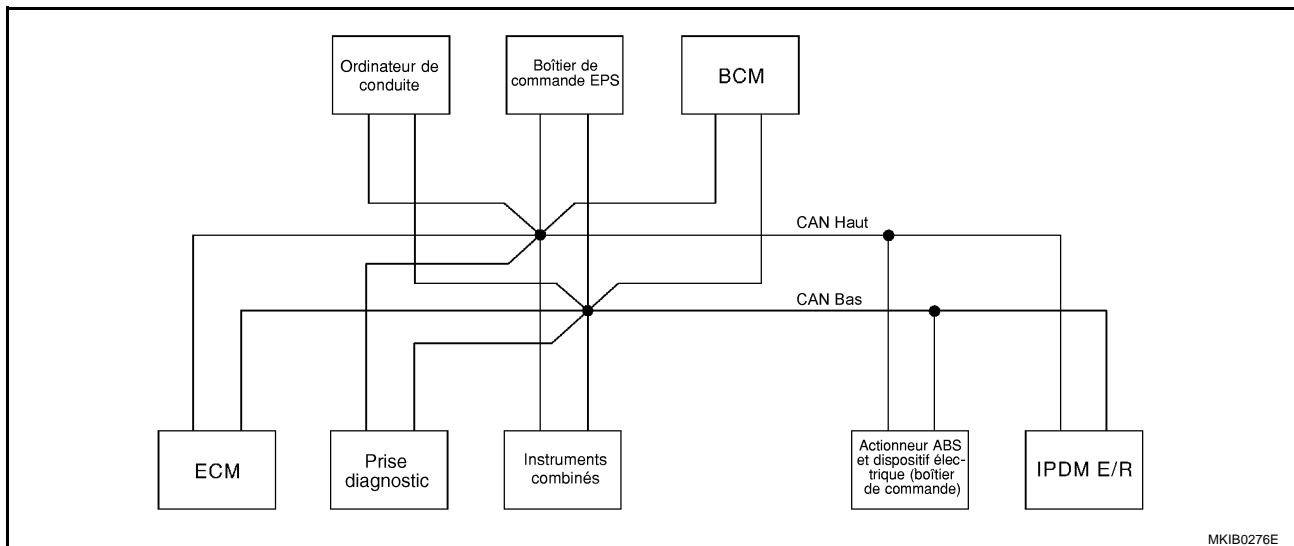 Ordinateur de
conduite
Boîtier de
commande EPS
BCM
CAN Haut
CAN Bas
ECM
Prise
diagnostic
Instruments
combinés
Actionneur ABS
et dispositif élec-
trique (boîtier
de commande)
IPDM E/R
MKIB0276E